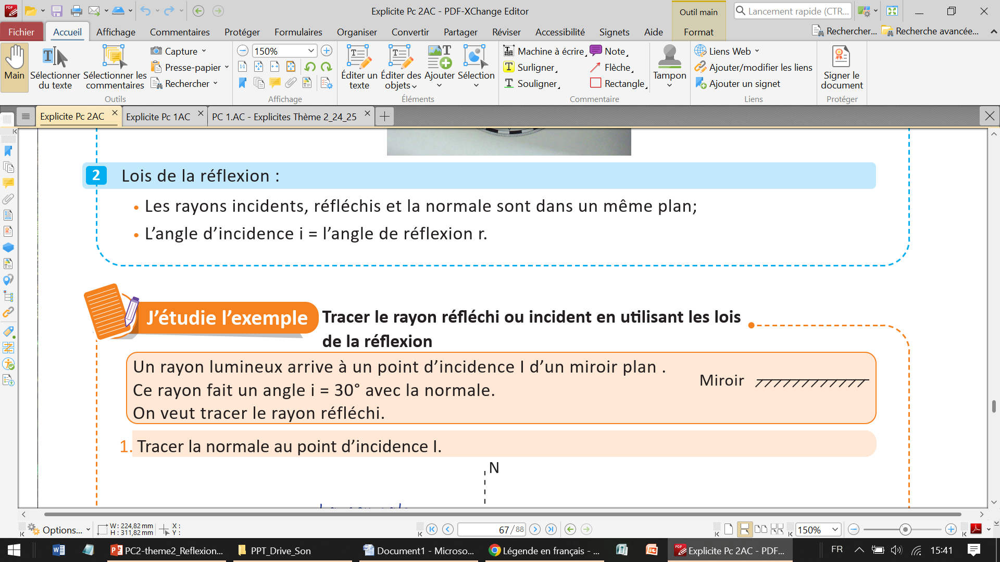 Explicite Pc 2AC - PDF-XChange Editor
Outil main
Lancement rapide (CTR...
Fichier Accueil Affichage Commentaires Protéger Formulaires Organiser Convertir Partager Réviser Accessibilité Signets Aide Format Rechercher... Recherche avancée...
Main
Sélectionner du texte
Sélectionner les commentaires
Capture
Presse-papier
Rechercher
Outils
150%
Affichage
Éditer un texte
Éditer des objets
Ajouter
Sélection
Éléments
Machine à écrire
Surligner
Souligner
Note
Flèche
Rectangle
Tampon
Commentaire
Liens Web
Ajouter/modifier les liens
Ajouter un signet
Liens
Signer le document
Protéger
Explicite Pc 2AC Explicite Pc 1AC PC 1.AC - Explicites Thème 2_24_25
2 Lois de la réflexion :
• Les rayons incidents, réfléchis et la normale sont dans un même plan;
• L’angle d’incidence i = l’angle de réflexion r.
J’étudie l’exemple Tracer le rayon réfléchi ou incident en utilisant les lois
de la réflexion
Un rayon lumineux arrive à un point d’incidence I d’un miroir plan .
Miroir
Ce rayon fait un angle i = 30° avec la normale.
On veut tracer le rayon réfléchi.
1. Tracer la normale au point d’incidence I.
N
Options...
W : 224,82 mm
H : 311,82 mm
X :
Y :
67 / 88
150%
PC2-theme2_Reflexion... PPT_Drive_Son Document1 - Microso... Légende en français - ... Explicite Pc 2AC - PDF... FR 15:41